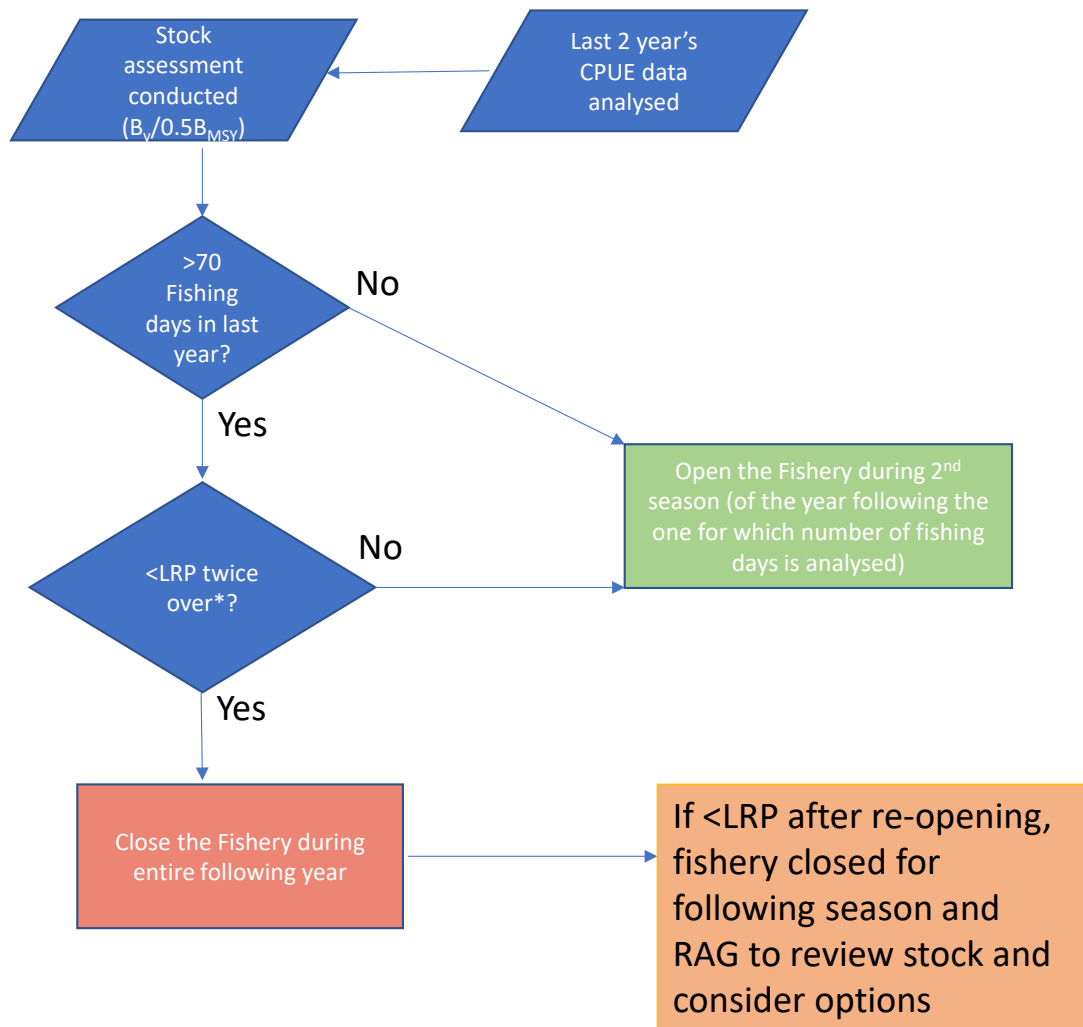 Stock
assessment
conducted
(By/0.5BMSY)
Last 2 year's
CPUE data
analysed
>70
Fishing
days in last
year?
No
Yes
Open the Fishery during 2nd
season (of the year following the
one for which number of fishing
days is analysed)
<LRP twice
over*?
No
Yes
Close the Fishery during
entire following year
If <LRP after re-opening,
fishery closed for
following season and
RAG to review stock and
consider options